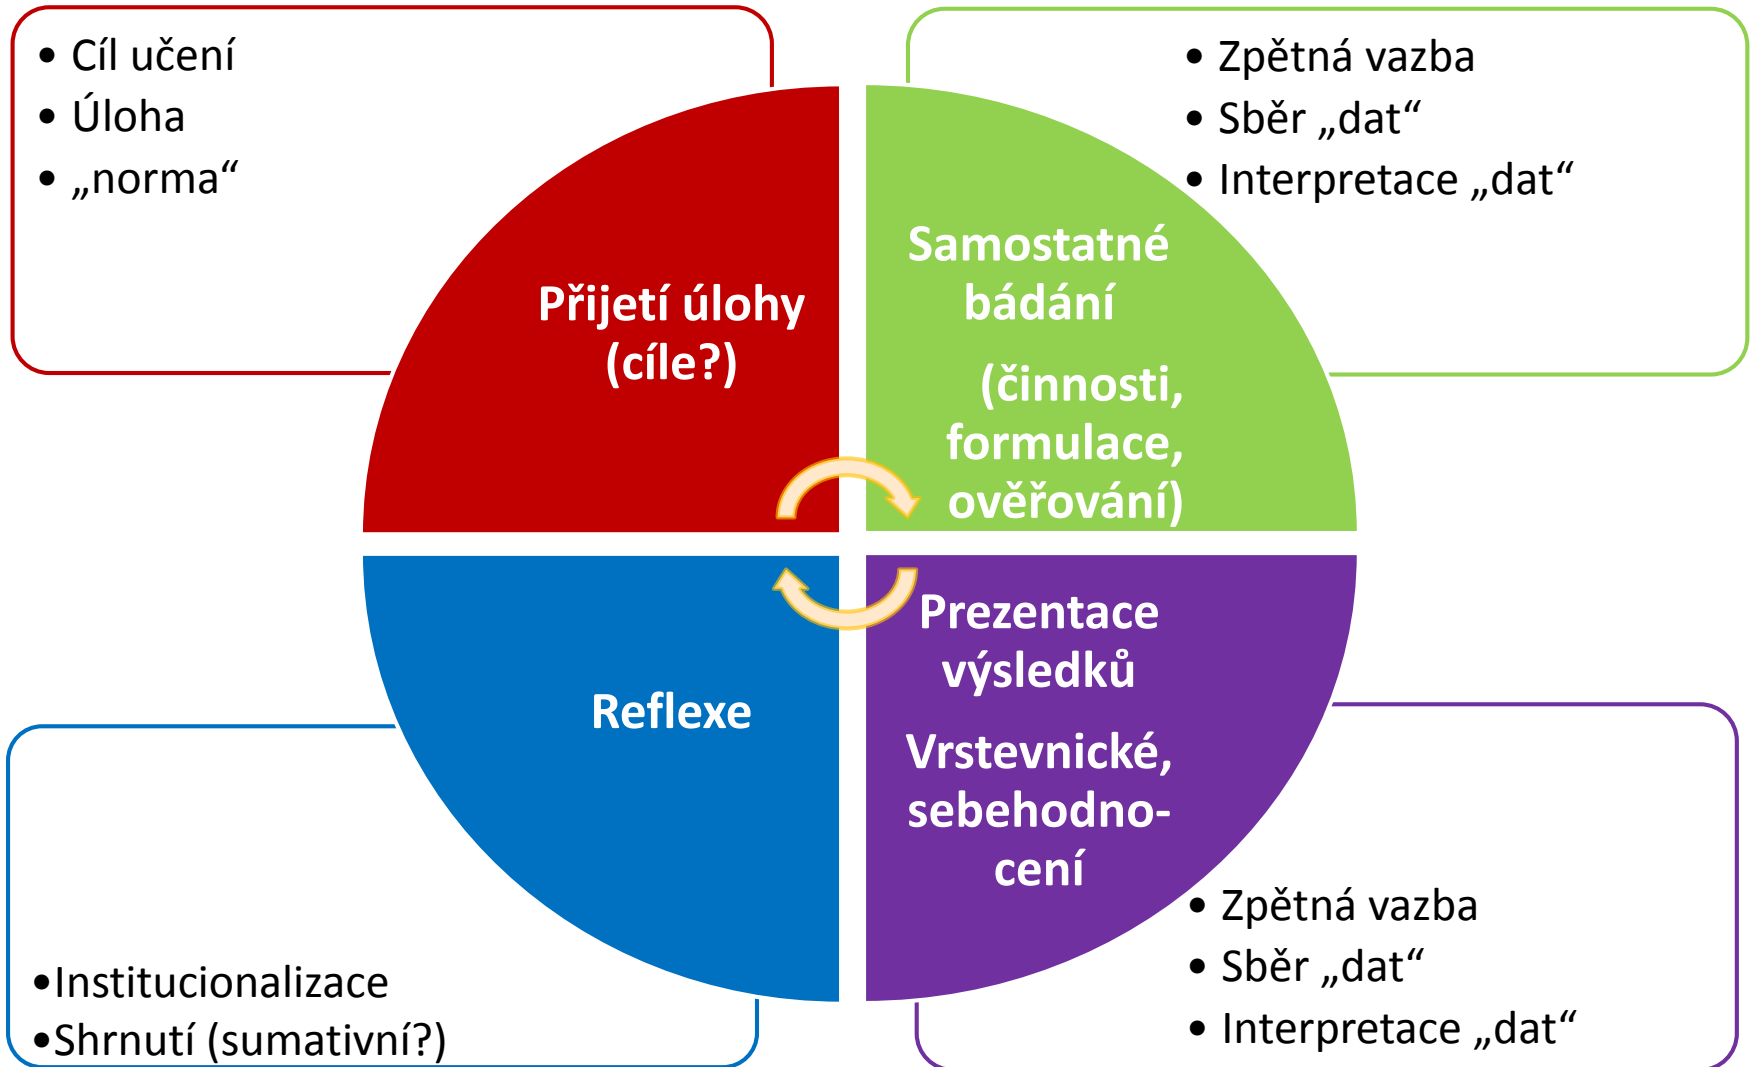 • Cíl učení
• Úloha
• „norma“
Přijetí úlohy
(cíle?)
• Zpětná vazba
• Sběr „dat“
• Interpretace „dat“
Samostatné
bádání
(činnosti,
formulace,
ověřování)
Prezentace
výsledků
Vrstevnické,
sebehodno-
cení
• Zpětná vazba
• Sběr „dat“
• Interpretace „dat“
Reflexe
•Institucionalizace
•Shrnutí (sumativní?)